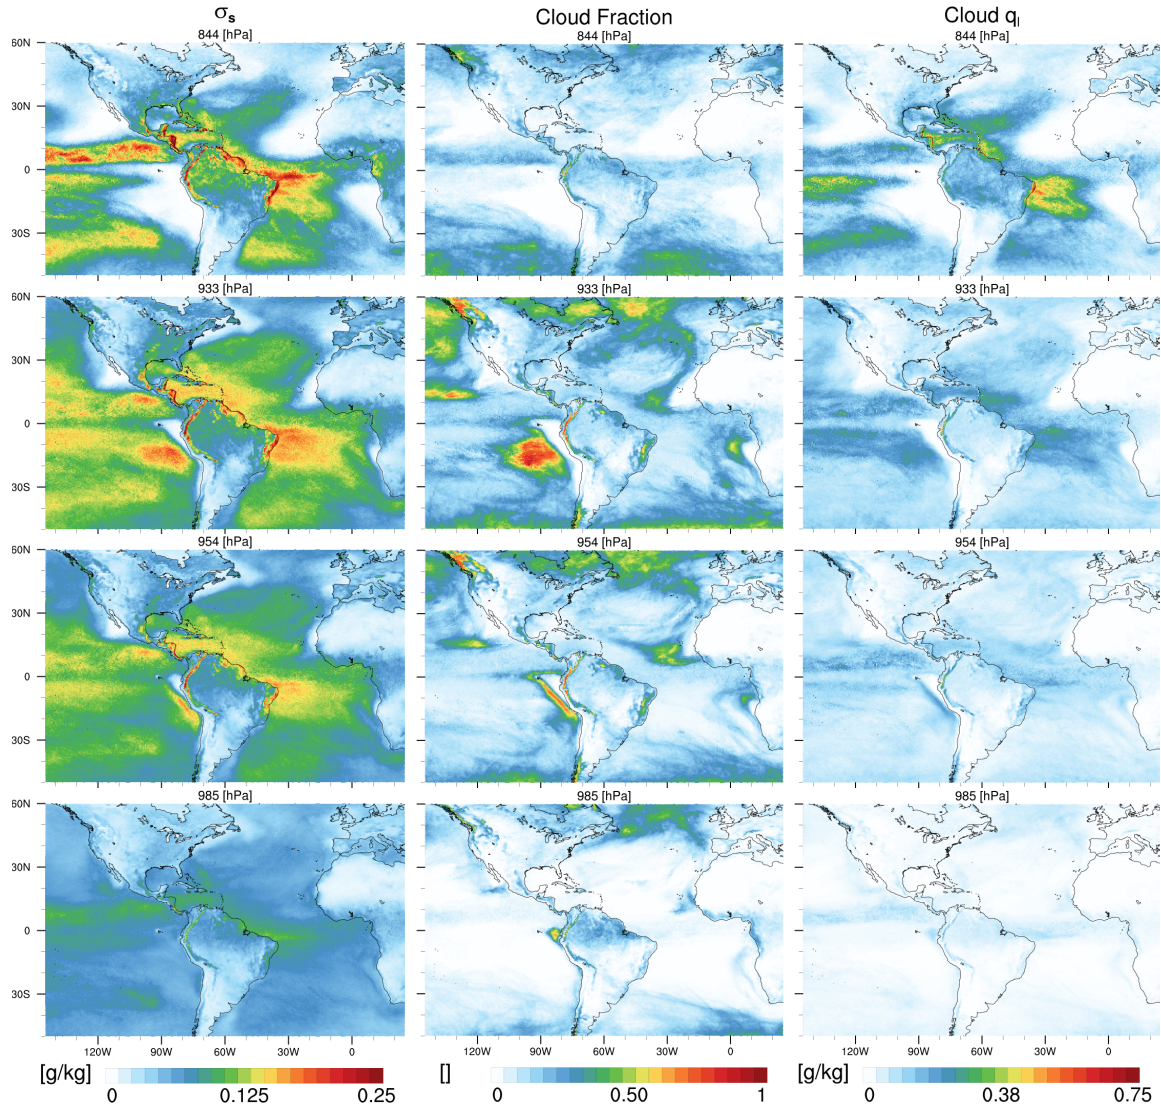 σs Cloud Fraction Cloud ql
844 [hPa] 844 [hPa] 844 [hPa]
60N
30N
0
30S
933 [hPa] 933 [hPa] 933 [hPa]
60N
30N
0
30S
954 [hPa] 954 [hPa] 954 [hPa]
60N
30N
0
30S
985 [hPa] 985 [hPa] 985 [hPa]
60N
30N
0
30S
120W 90W 60W 30W 0 120W 90W 60W 30W 0 120W 90W 60W 30W 0
[g/kg] [] [g/kg]
0 0.125 0.25 0 0.50 1 0 0.38 0.75